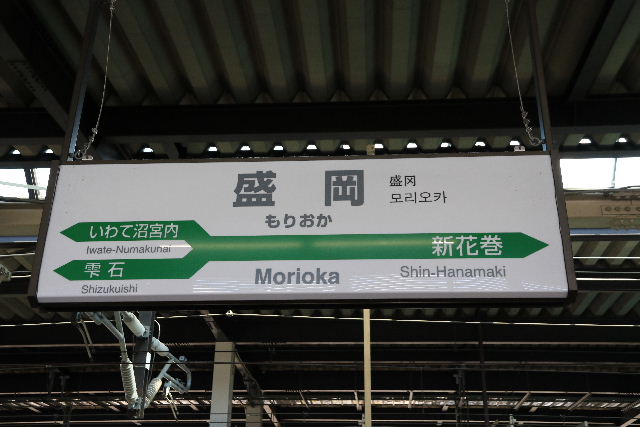 盛岡
盛冈
모리오카
もりおか
いわて沼宮内
Iwate-Numakunai
雫石
Shizukuishi
新花巻
Shin-Hanamaki
Morioka